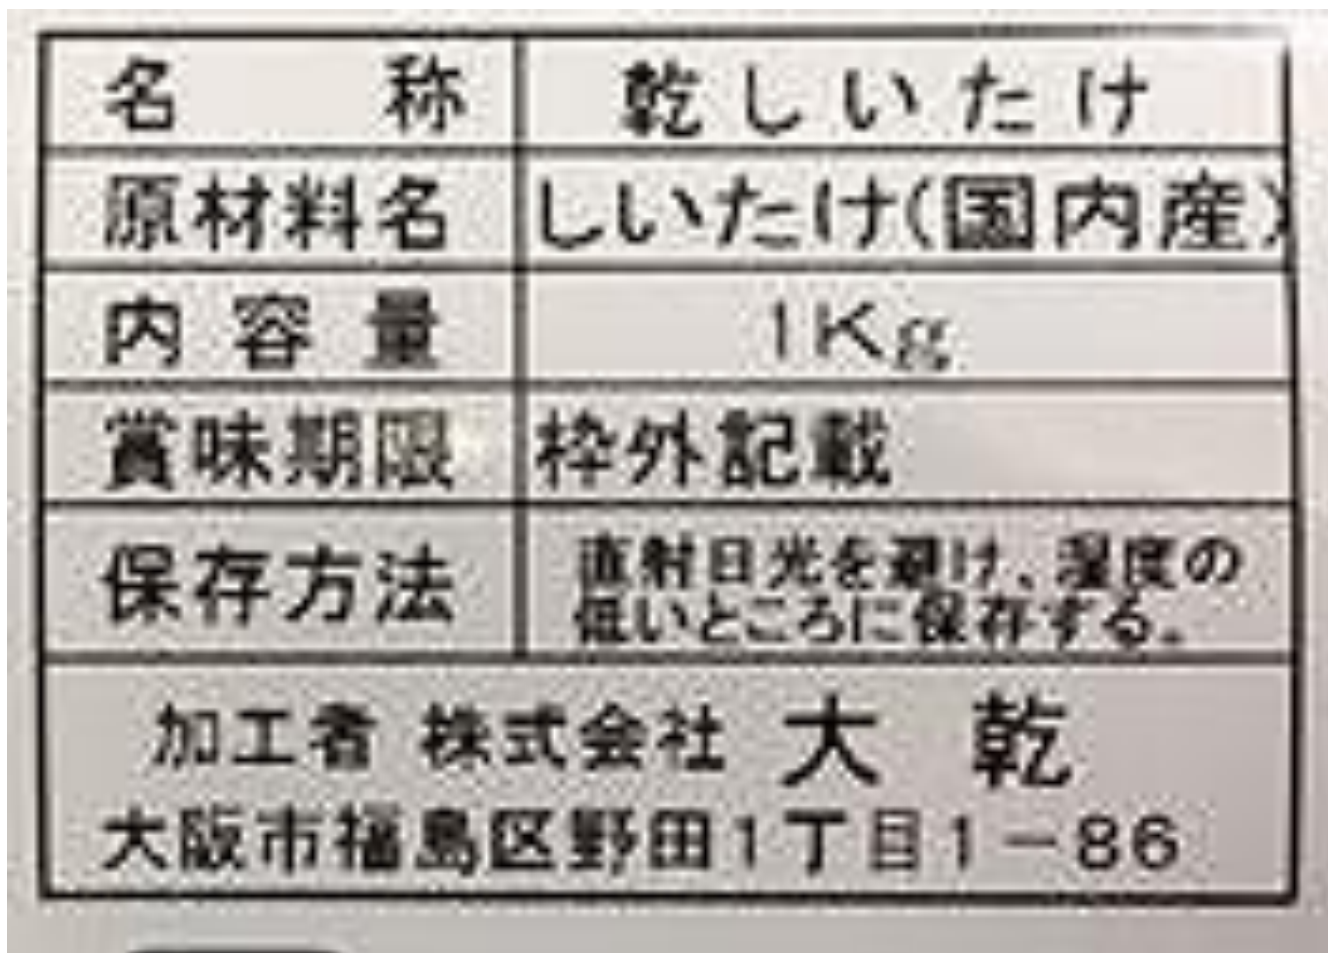 名称 乾しいたけ
原材料名 しいたけ(国内産)
内容量 1Kg
賞味期限 枠外記載
保存方法 直射日光を避け、湿度の
低いところに保存する。
加工者 株式会社 大乾
大阪市福島区野田1丁目1-86